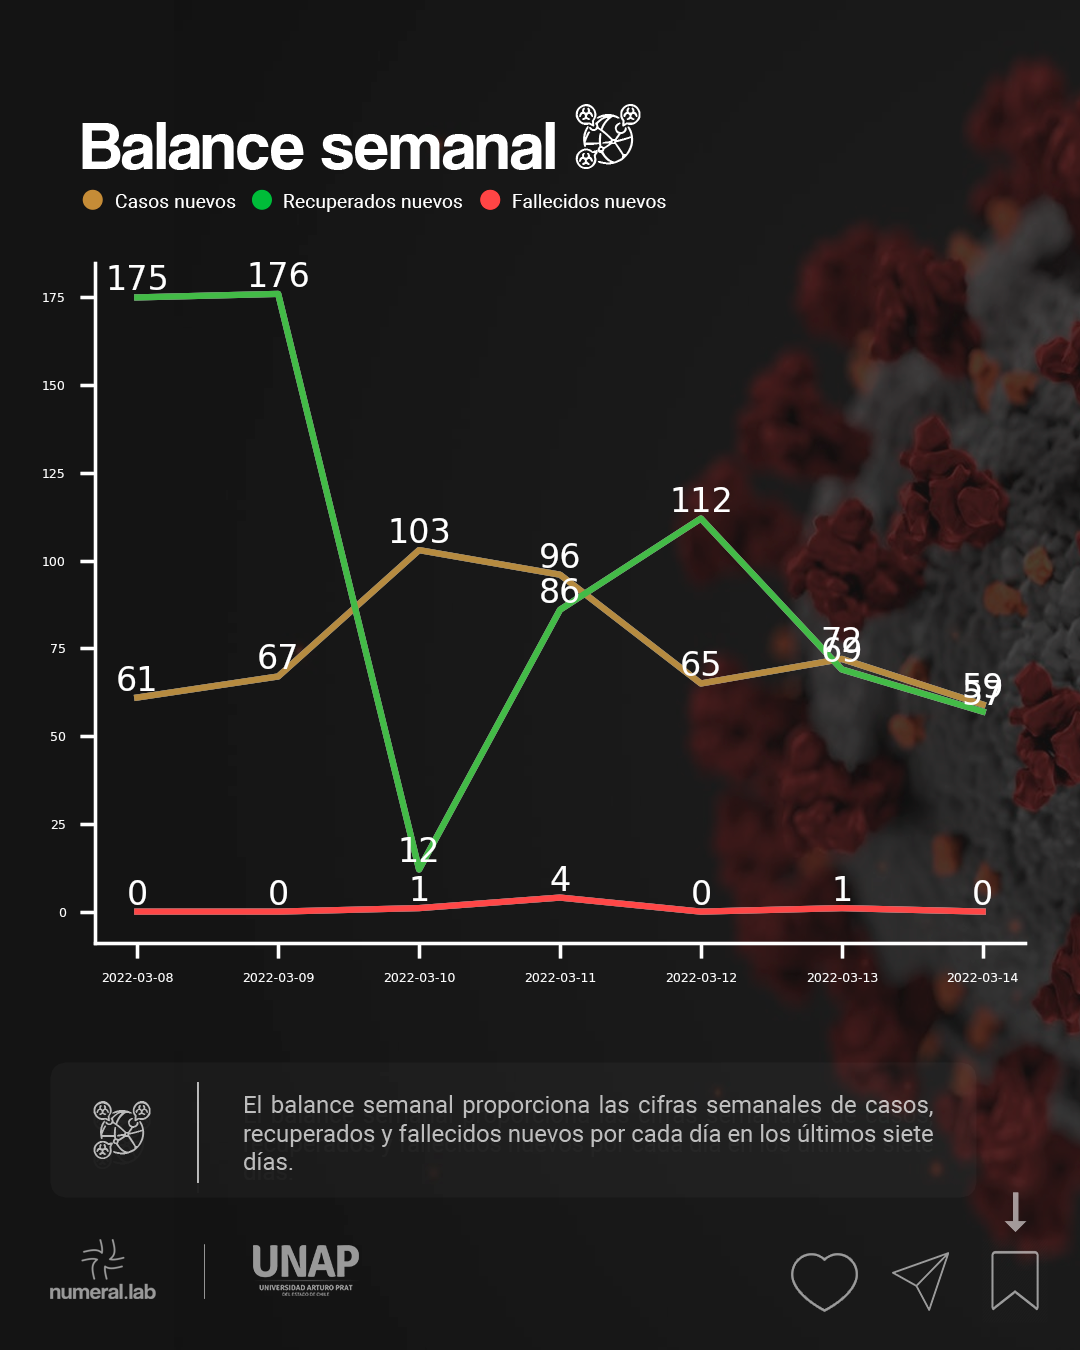 Balance semanal
Casos nuevos Recuperados nuevos Fallecidos nuevos
175 176
175
150
125
112
103
100
96
86
75
72
69
67
65
61
59
57
50
25
12
0 0 1 4 0 1 0
0
2022-03-08 2022-03-09 2022-03-10 2022-03-11 2022-03-12 2022-03-13 2022-03-14
El balance semanal proporciona las cifras semanales de casos,
recuperados y fallecidos nuevos por cada día en los últimos siete
días.
numeral.lab
UNAP
UNIVERSIDAD ARTURO PRAT
DEL ESTADO DE CHILE